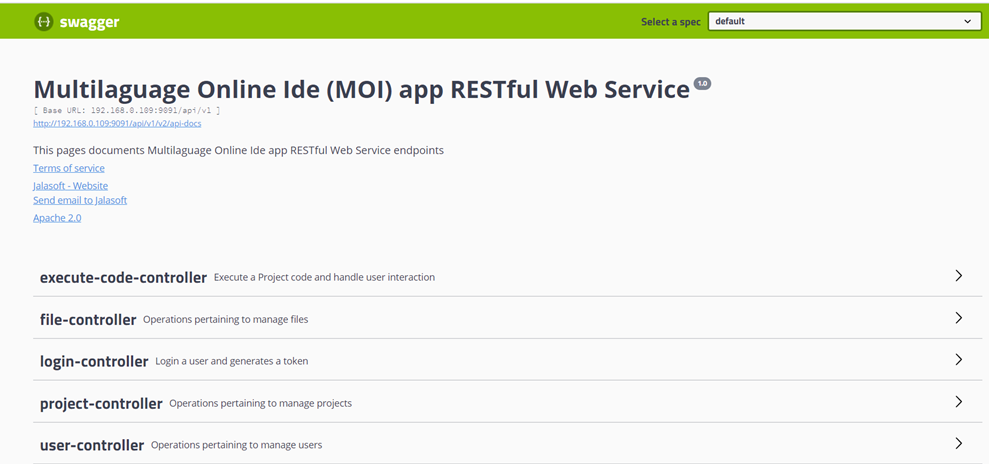 {···} swagger
Select a spec default
Multilaguage Online Ide (MOI) app RESTful Web Service 1.0
[ Base URL: 192.168.0.109:9091/api/v1 ]
http://192.168.0.109:9091/api/v1/v2/api-docs
This pages documents Multilaguage Online Ide app RESTful Web Service endpoints
Terms of service
Jalasoft - Website
Send email to Jalasoft
Apache 2.0
execute-code-controller Execute a Project code and handle user interaction
file-controller Operations pertaining to manage files
login-controller Login a user and generates a token
project-controller Operations pertaining to manage projects
user-controller Operations pertaining to manage users